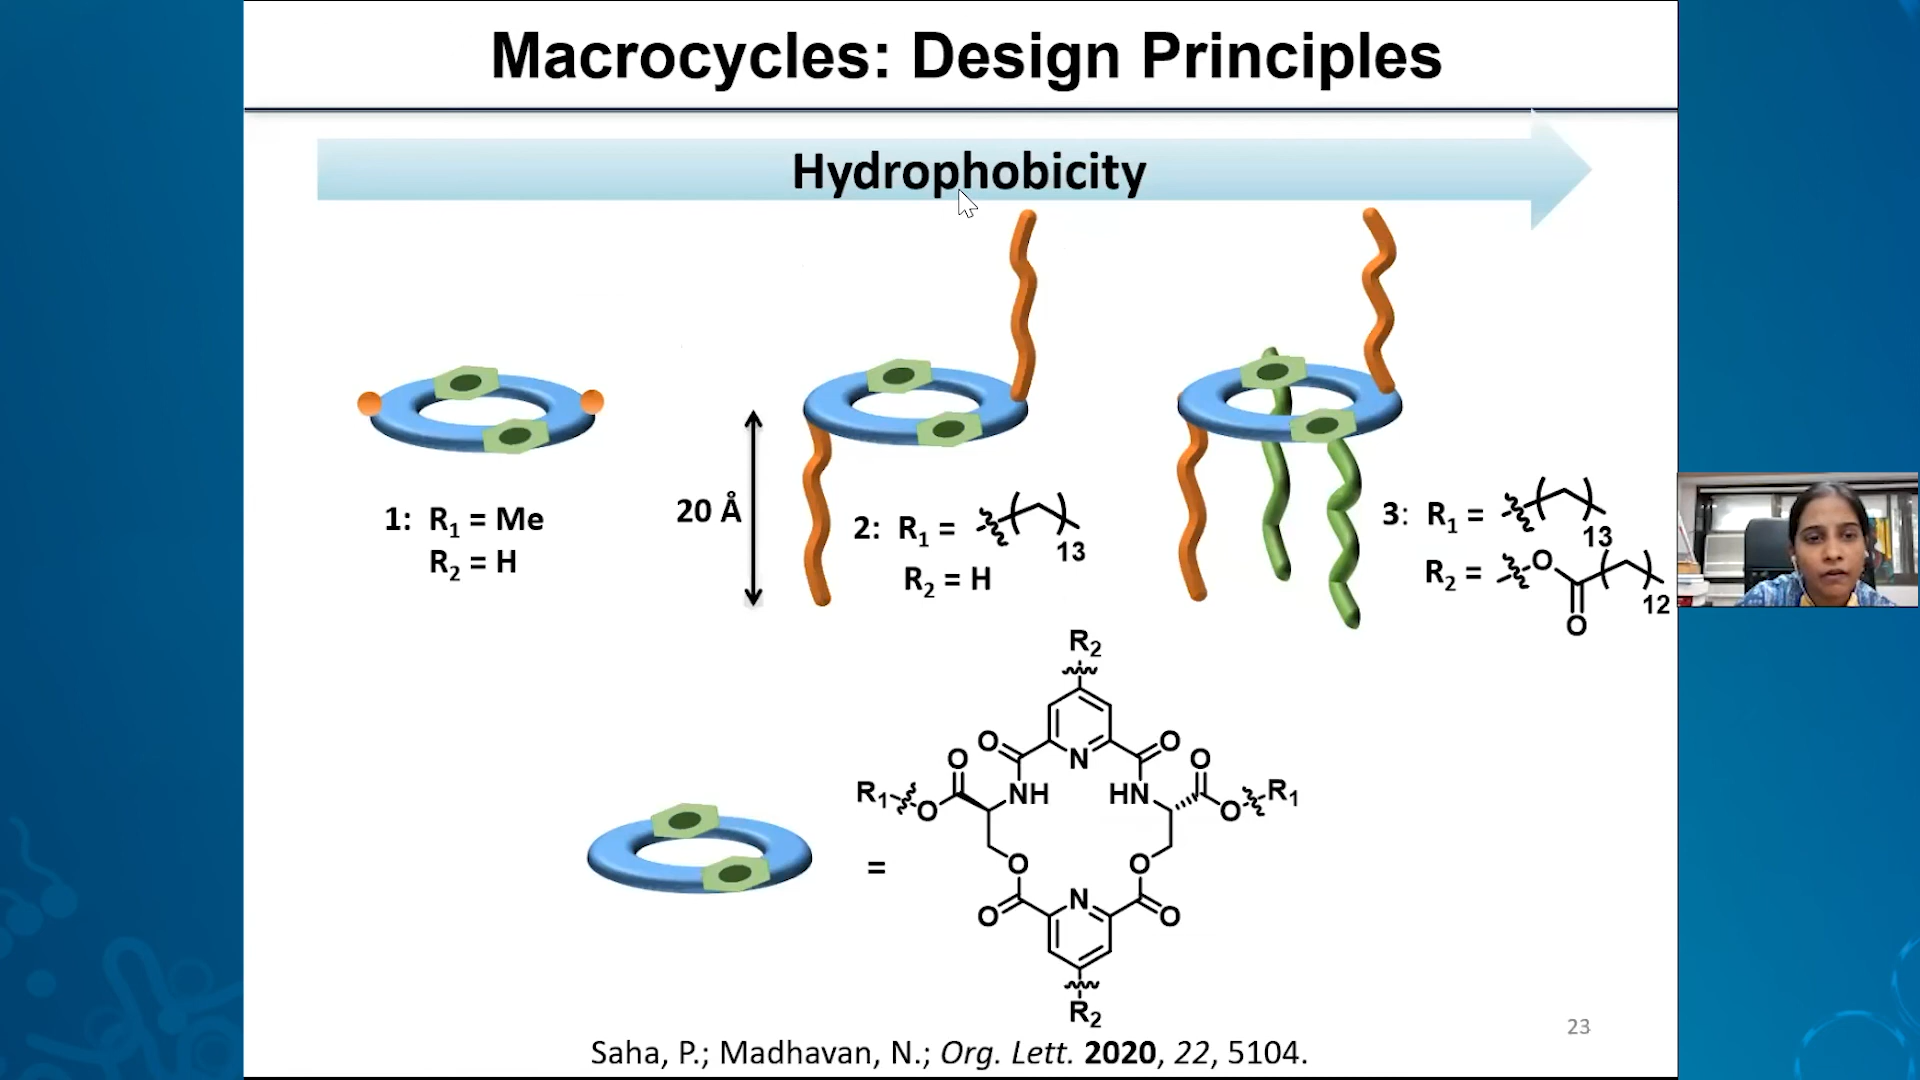 Macrocycles: Design Principles
Hydrophobicity
20 Å
1: R₁ = Me
R₂ = H
2: R₁ =
13
R₂ = H
3: R₁ =
13
R₂ =
O
O
12
R₂
O
N
O
O
O
R₁
O
NH
HN
O
R₁
O
O
=
O
N
O
R₂
23
Saha, P.; Madhavan, N.; Org. Lett. 2020, 22, 5104.